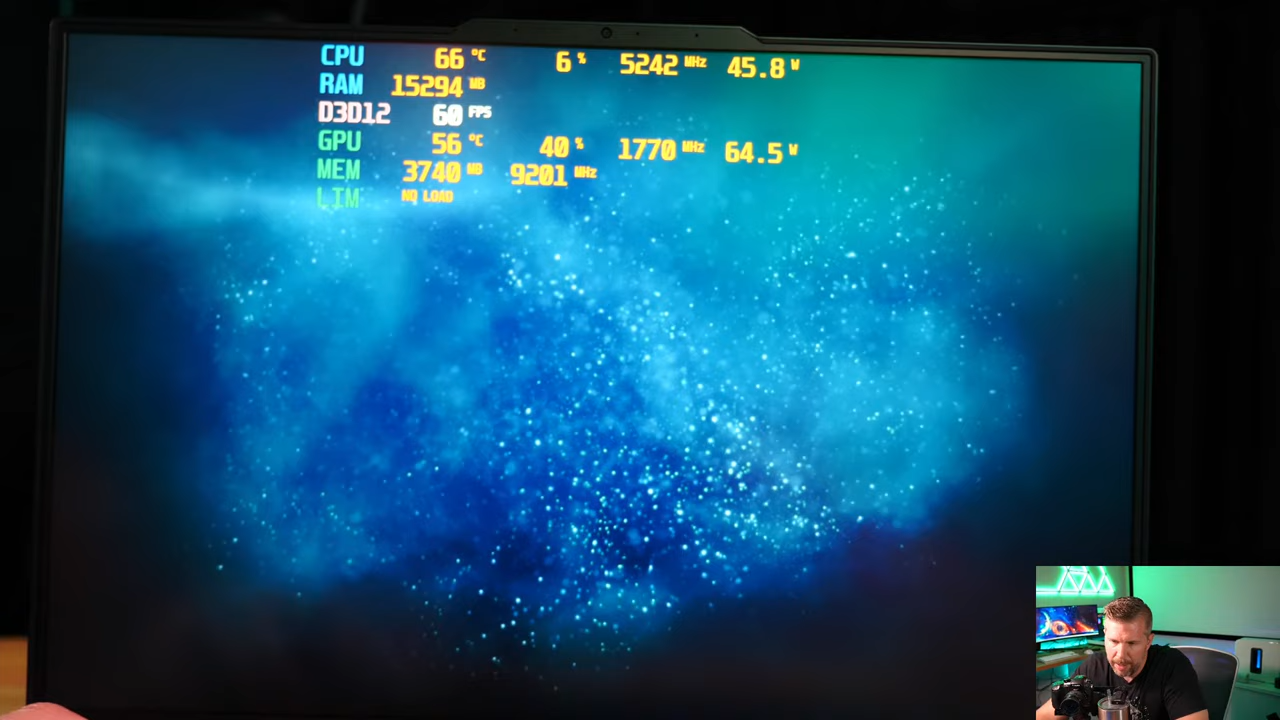 CPU 66 °C 6 % 5242 MHz 45.8 W
RAM 15294 MB
D3D12 60 FPS
GPU 56 °C 40 % 1770 MHz 64.5 W
MEM 3740 MB 9201 MHz
LIM NO LOAD